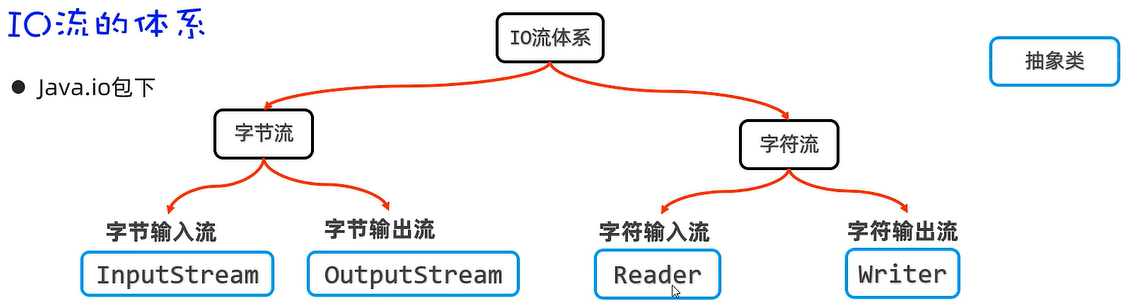 IO流的体系
IO流体系
抽象类
● Java.io包下
字节流
字符流
字节输入流
字节输出流
字符输入流
字符输出流
InputStream
OutputStream
Reader
Writer